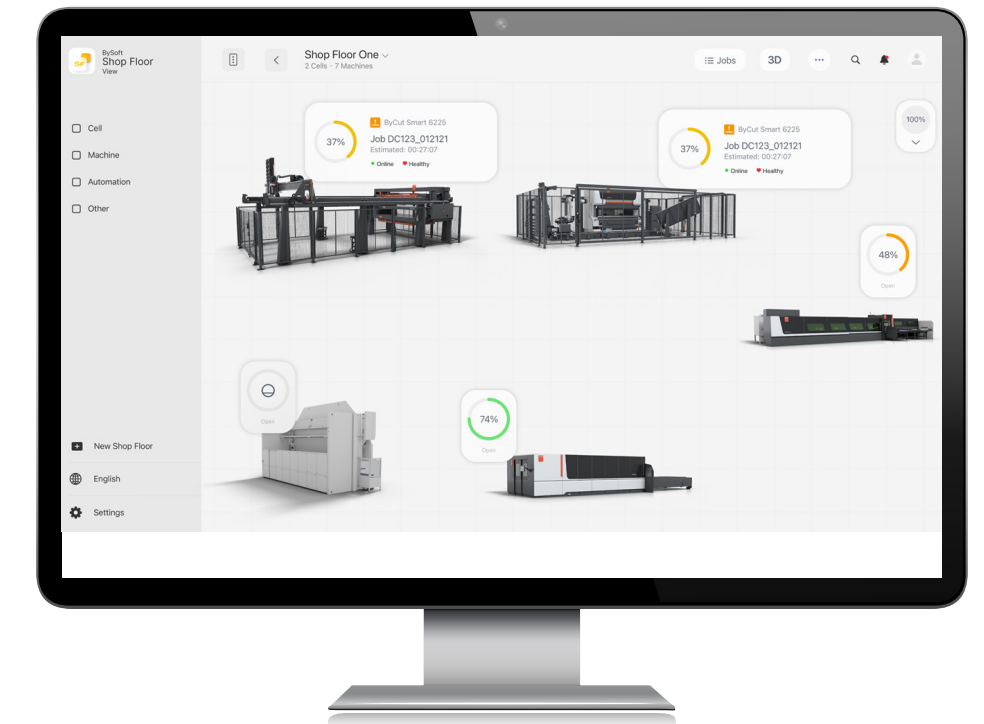 BySoft
Shop Floor
View
SF
Shop Floor One
2 Cells - 7 Machines
Jobs
3D
Cell
Machine
Automation
Other
New Shop Floor
English
Settings
37%
ByCut Smart 6225
Job DC123_012121
Estimated: 00:27:07
Online
Healthy
37%
ByCut Smart 6225
Job DC123_012121
Estimated: 00:27:07
Online
Healthy
100%
48%
Open
Open
74%
Open